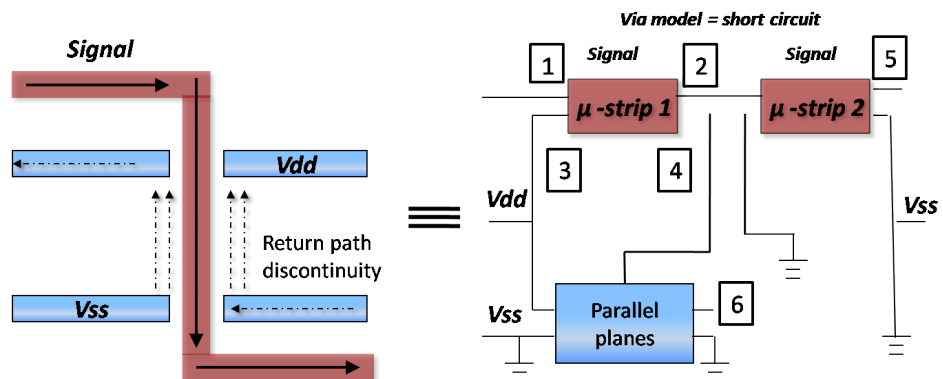 Signal
Vdd
Return path
discontinuity
Vss
Via model = short circuit
Signal
Signal
1
2
5
μ -strip 1
μ -strip 2
3
4
Vdd
Vss
Vss
Parallel
planes
6